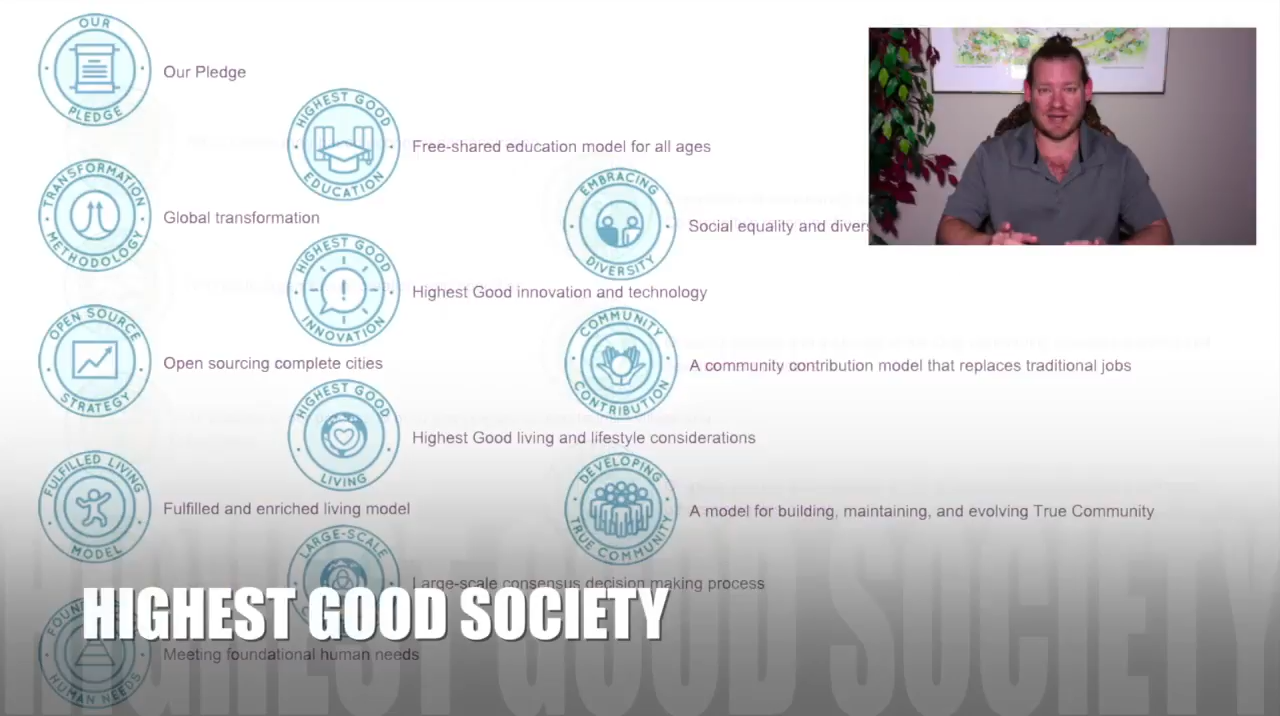 OUR
PLEDGE
Our Pledge
HIGHEST GOOD
EDUCATION
Free-shared education model for all ages
TRANSFORMATION
METHODOLOGY
Global transformation
EMBRACING
DIVERSITY
Social equality and
HIGHEST GOOD
INNOVATION
Highest Good innovation and technology
OPEN SOURCE
STRATEGY
Open sourcing complete cities
COMMUNITY
CONTRIBUTION
A community contribution model that replaces traditional jobs
HIGHEST GOOD
LIVING
Highest Good living and lifestyle considerations
FULFILLED LIVING
MODEL
Fulfilled and enriched living model
DEVELOPING
TRUE COMMUNITY
A model for building, maintaining, and evolving True Community
LARGE-SCALE
Large-scale consensus decision making process
HIGHEST GOOD SOCIETY
HUMAN NEEDS
Meeting foundational human needs
HIGHEST GOOD SOCIETY